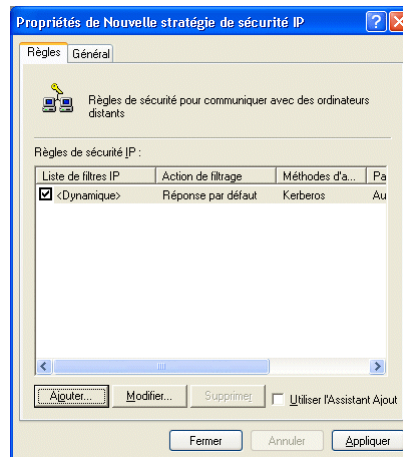 Propriétés de Nouvelle stratégie de sécurité IP
Règles Général
Règles de sécurité pour communiquer avec des ordinateurs
distants
Règles de sécurité IP :
Liste de filtres IP Action de filtrage Méthodes d'a... Pa
<Dynamique> Réponse par défaut Kerberos Au
Ajouter... Modifier... Supprimer Utiliser l'Assistant Ajout
Fermer Annuler Appliquer